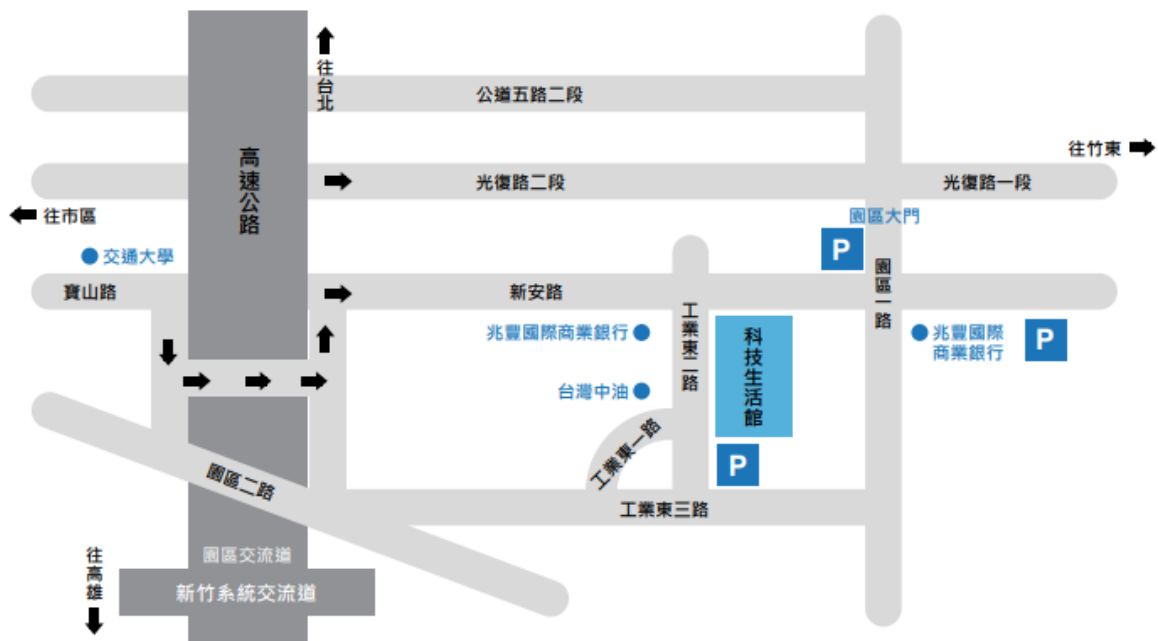 往台北
公道五路二段
高速公路
往竹東
光復路二段
光復路一段
往市區
園區大門
交通大學
P
園區一路
寶山路
新安路
工業東二路
兆豐國際商業銀行
科技生活館
兆豐國際
商業銀行
P
台灣中油
工業東一路
P
園區二路
工業東三路
往高雄
園區交流道
新竹系統交流道